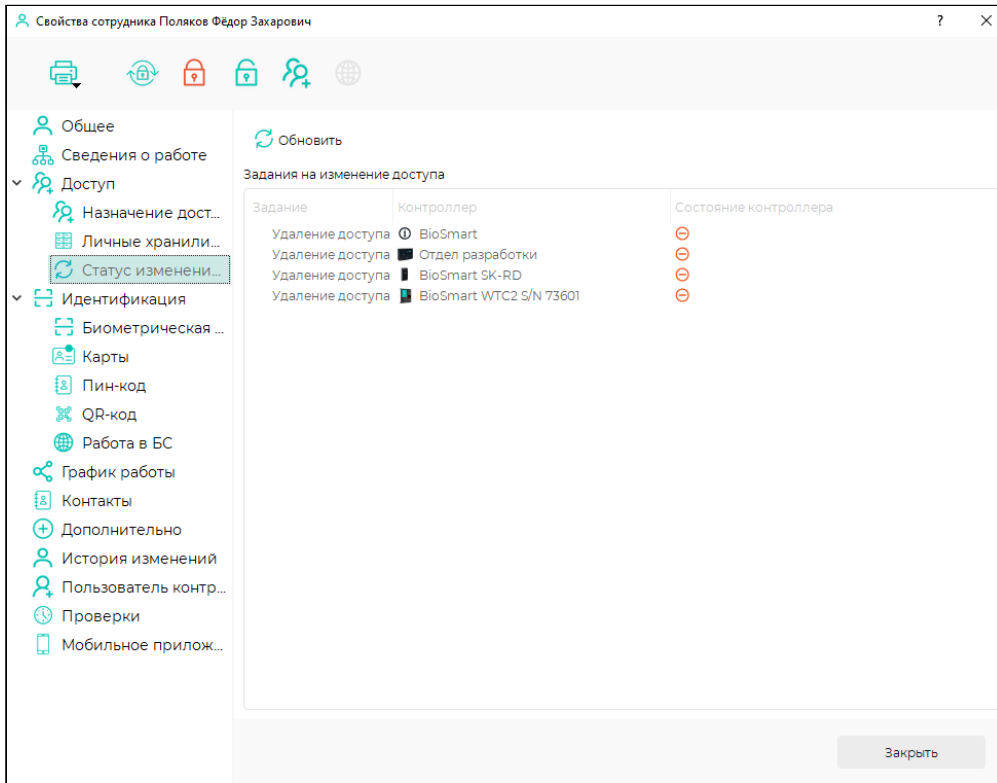 Свойства сотрудника Поляков Фёдор Захарович
?
Общее
Сведения о работе
Доступ
Назначение дост...
Личные хранили...
Статус изменени...
Идентификация
Биометрическая ...
Карты
Пин-код
QR-код
Работа в БС
График работы
Контакты
Дополнительно
История изменений
Пользователь контр...
Проверки
Мобильное прилож...
Обновить
Задания на изменение доступа
Задание Контроллер Состояние контроллера
Удаление доступа BioSmart
Удаление доступа Отдел разработки
Удаление доступа BioSmart SK-RD
Удаление доступа BioSmart WTC2 S/N 73601
Закрыть